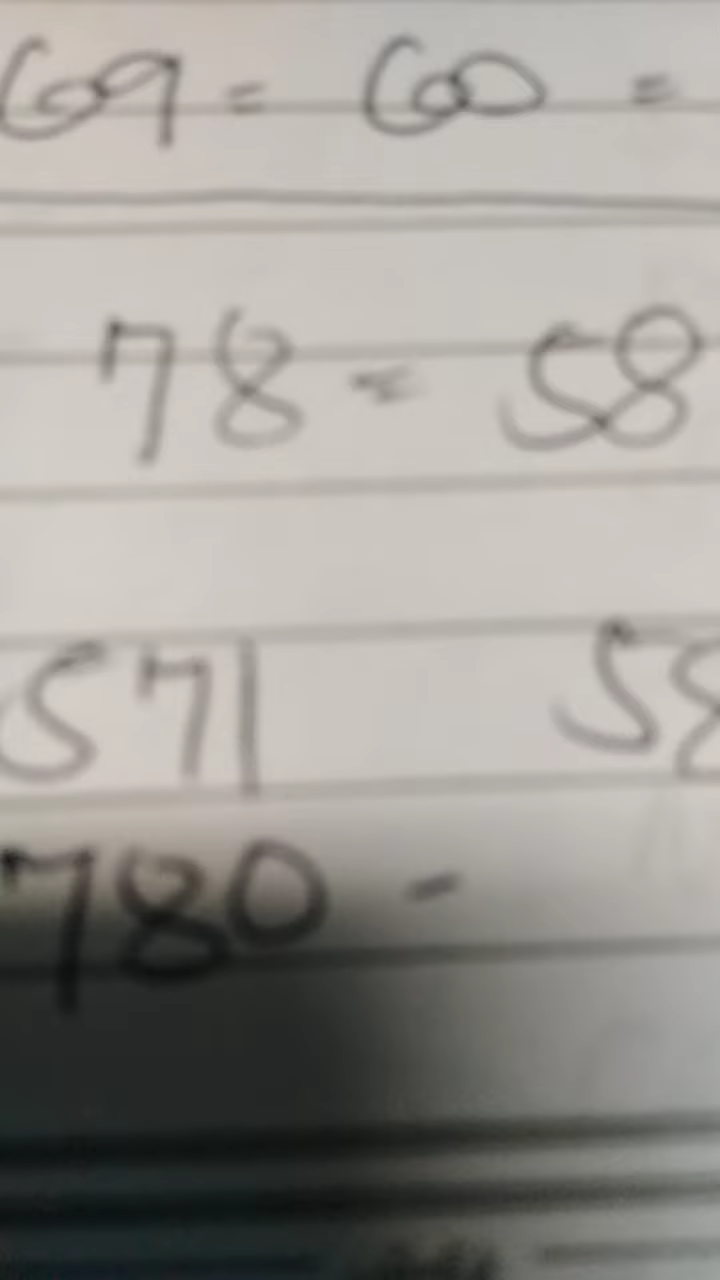 69 = 60 =
78 = 58
571 58
780 -